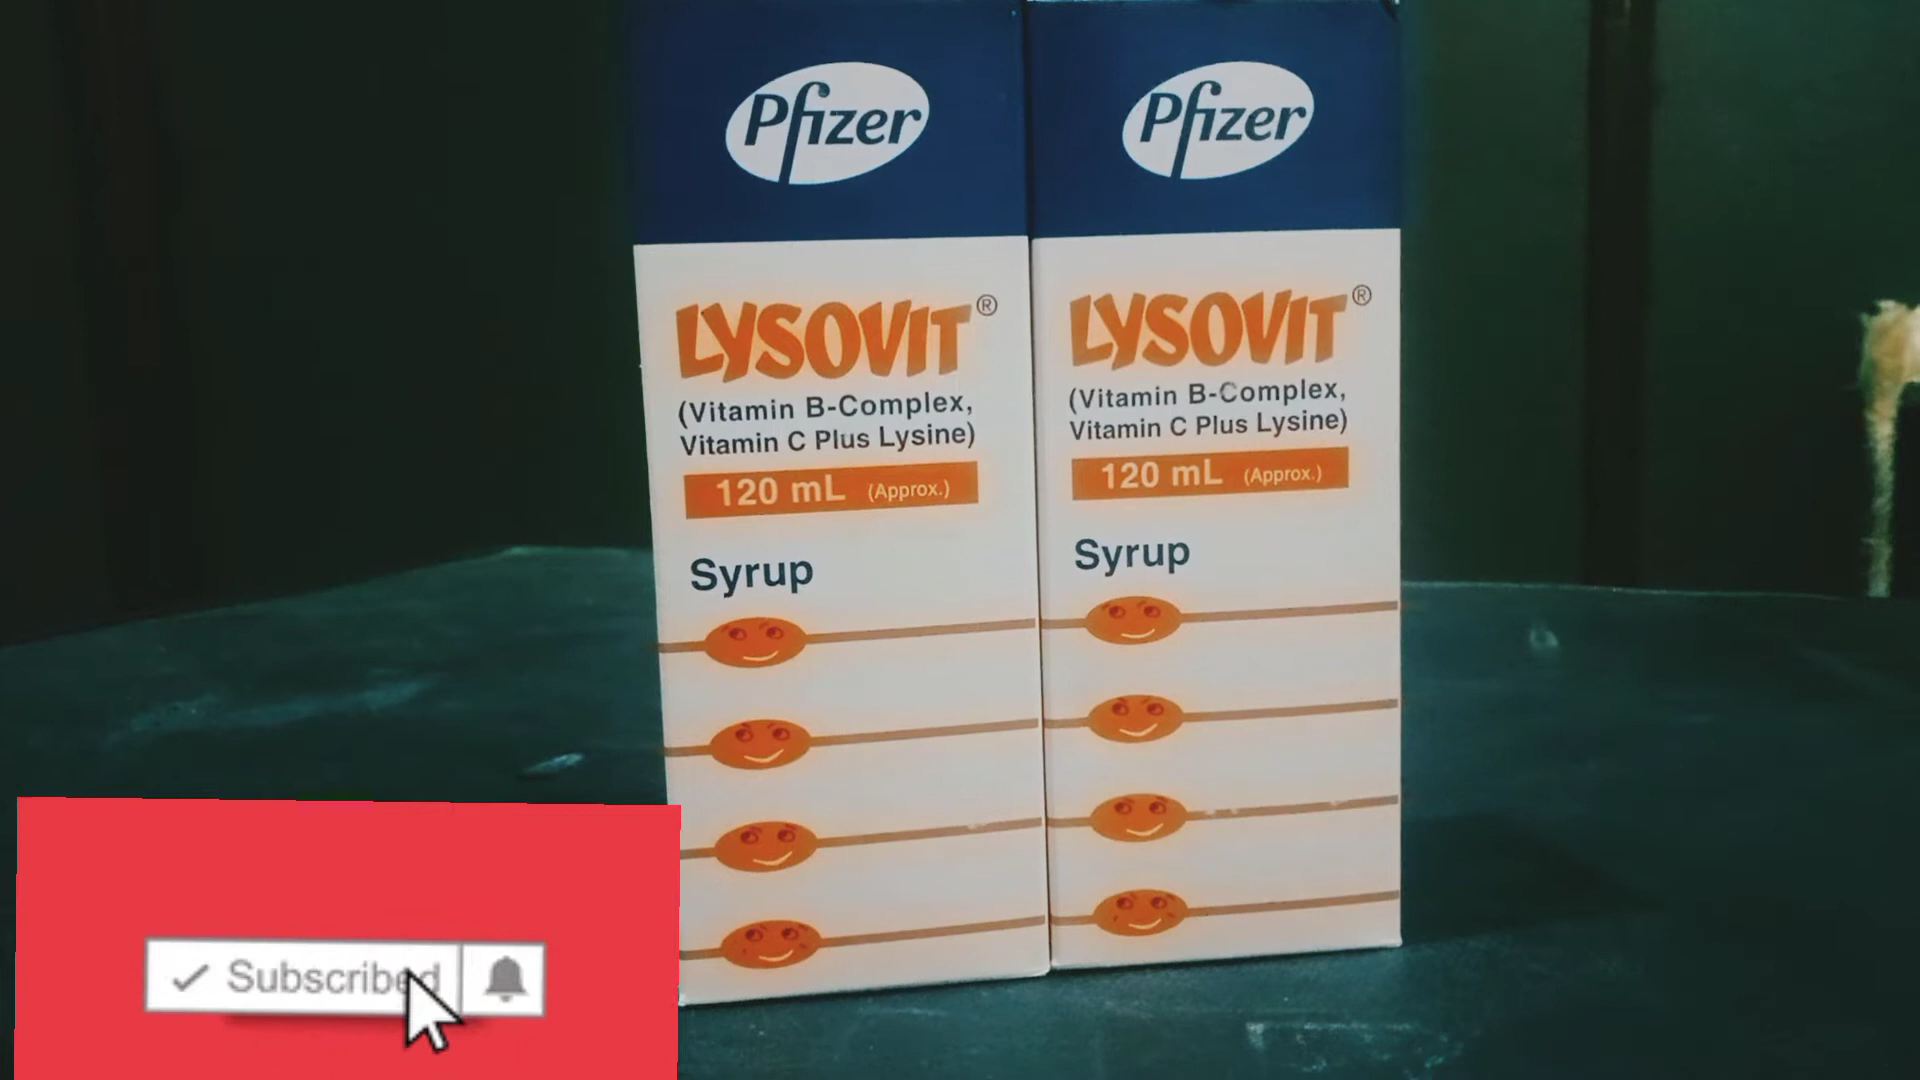 Pfizer
LYSOVIT®
(Vitamin B-Complex,
Vitamin C Plus Lysine)
120 mL (Approx.)
Syrup
Pfizer
LYSOVIT®
(Vitamin B-Complex,
Vitamin C Plus Lysine)
120 mL (Approx.)
Syrup
Subscribed